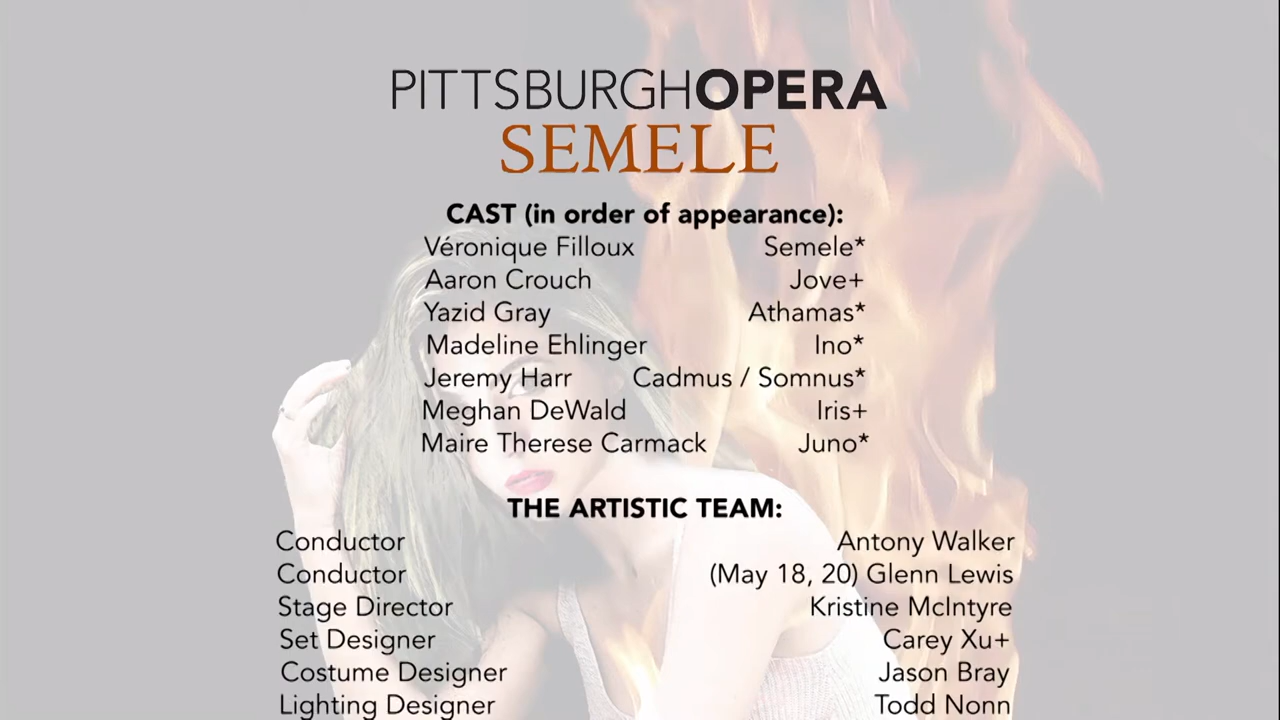 PITTSBURGHOPERA
SEMELE
CAST (in order of appearance):
Véronique Filloux Semele*
Aaron Crouch Jove+
Yazid Gray Athamas*
Madeline Ehlinger Ino*
Jeremy Harr Cadmus / Somnus*
Meghan DeWald Iris+
Maire Therese Carmack Juno*
THE ARTISTIC TEAM:
Conductor Antony Walker
Conductor (May 18, 20) Glenn Lewis
Stage Director Kristine McIntyre
Set Designer Carey Xu+
Costume Designer Jason Bray
Lighting Designer Todd Nonn